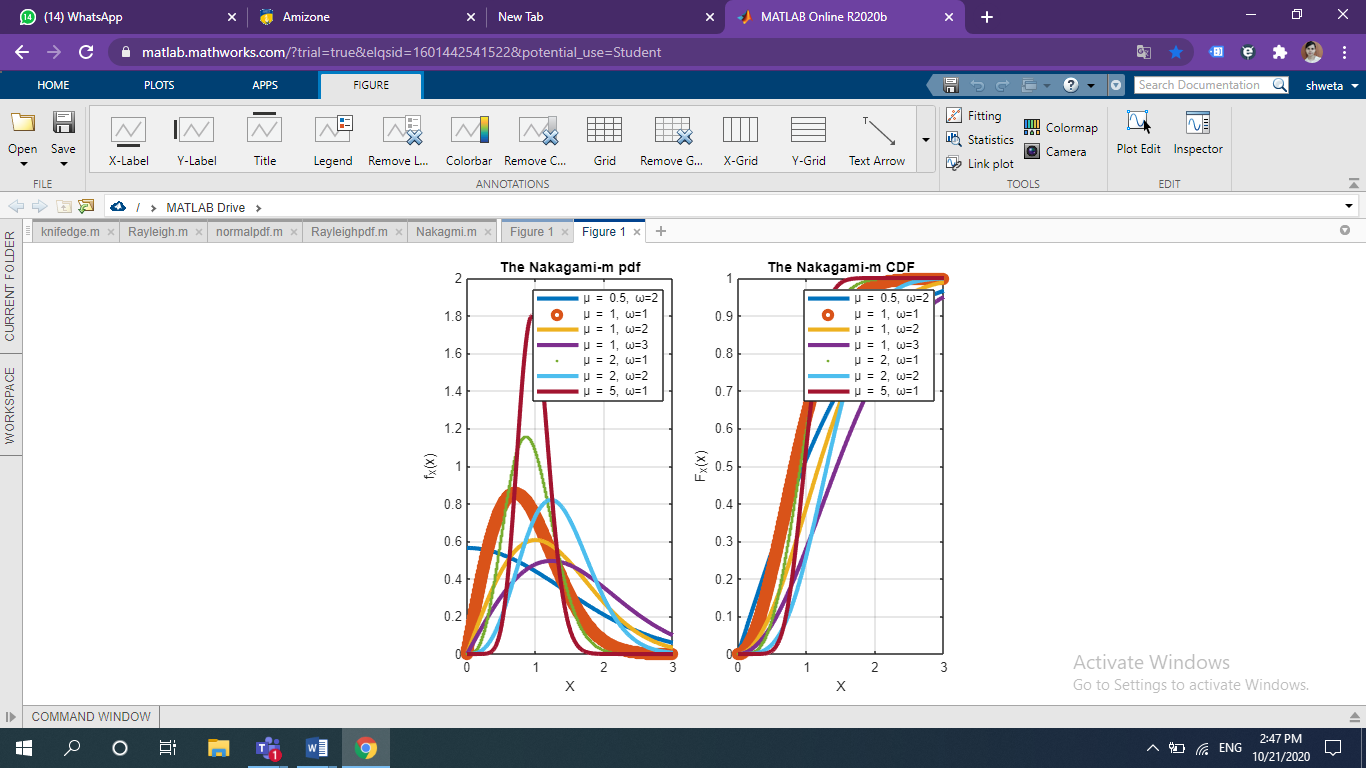 (14) WhatsApp
Amizone
New Tab
MATLAB Online R2020b
matlab.mathworks.com/?trial=true&elqsid=1601442541522&potential_use=Student
HOME PLOTS APPS FIGURE
Search Documentation
shweta
Open
Save
X-Label
Y-Label
Title
Legend
Remove L...
Colorbar
Remove C...
Grid
Remove G...
X-Grid
Y-Grid
Text Arrow
Fitting
Statistics
Link plot
Colormap
Camera
Plot Edit
Inspector
FILE
ANNOTATIONS
TOOLS
EDIT
/ MATLAB Drive
knifedge.m
Rayleigh.m
normalpdf.m
Rayleighpdf.m
Nakagmi.m
Figure 1
Figure 1
CURRENT FOLDER
WORKSPACE
The Nakagami-m pdf
2
1.8
1.6
1.4
1.2
1
0.8
0.6
0.4
0.2
0
fX(x)
μ = 0.5, ω=2
μ = 1, ω=1
μ = 1, ω=2
μ = 1, ω=3
μ = 2, ω=1
μ = 2, ω=2
μ = 5, ω=1
0 1 2 3
X
The Nakagami-m CDF
1
0.9
0.8
0.7
0.6
0.5
0.4
0.3
0.2
0.1
0
FX(x)
μ = 0.5, ω=2
μ = 1, ω=1
μ = 1, ω=2
μ = 1, ω=3
μ = 2, ω=1
μ = 2, ω=2
μ = 5, ω=1
0 1 2 3
X
Activate Windows
Go to Settings to activate Windows.
COMMAND WINDOW
1
ENG
2:47 PM
10/21/2020